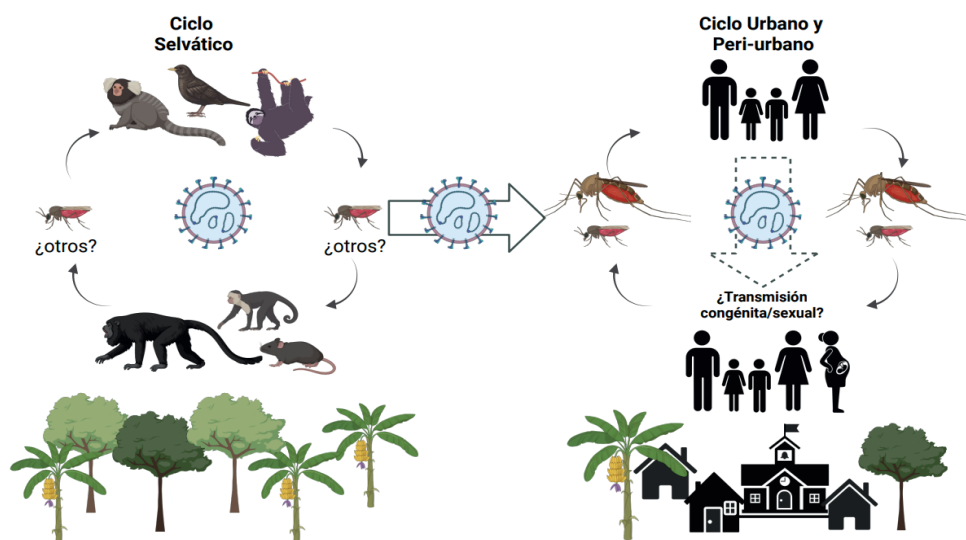 Ciclo
Selvático
Ciclo Urbano y
Peri-urbano
¿otros?
¿otros?
¿Transmisión
congénita/sexual?